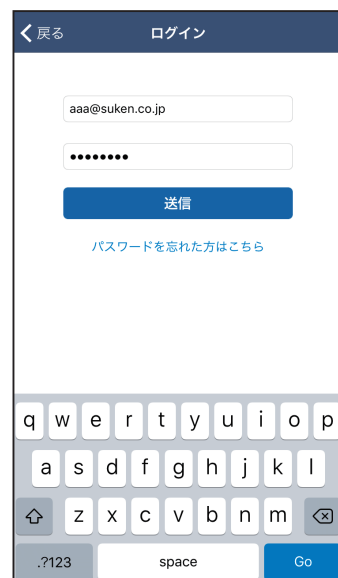 戻る ログイン
aaa@suken.co.jp
••••••••
送信
パスワードを忘れた方はこちら
q w e r t y u i o p
a s d f g h j k l
z x c v b n m
.?123 space Go